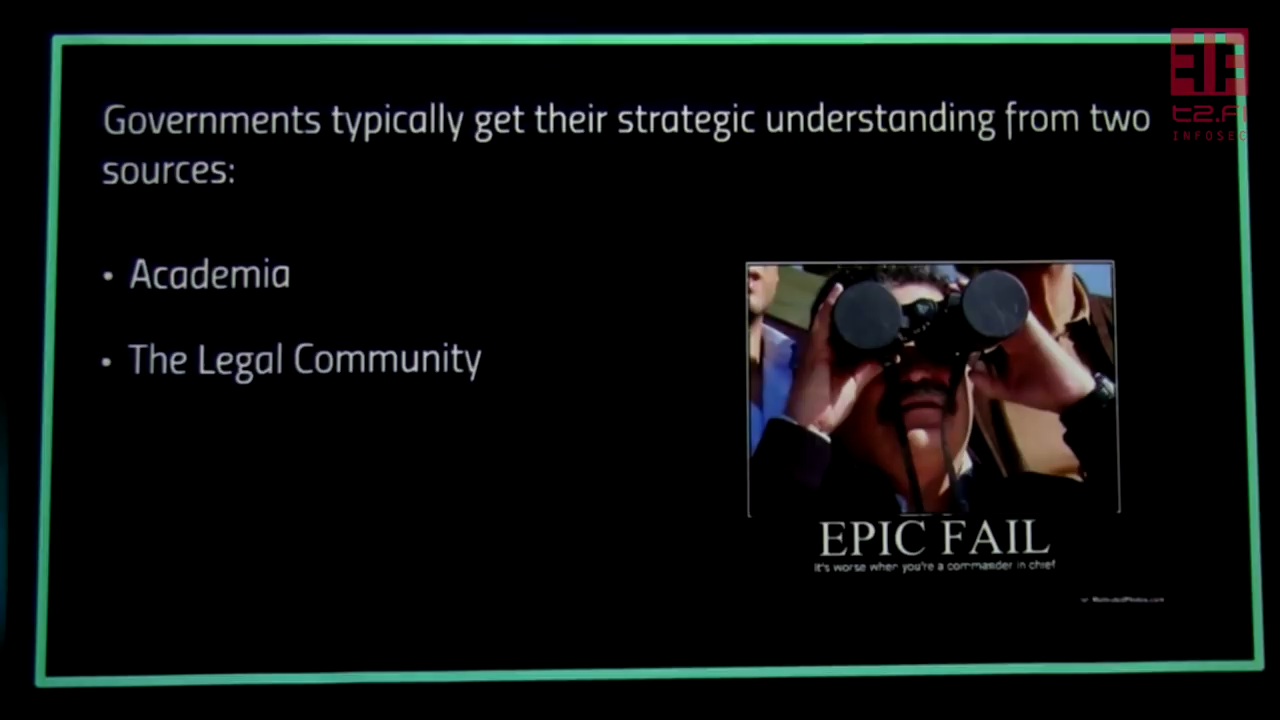 Governments typically get their strategic understanding from two
sources:
• Academia
• The Legal Community
EPIC FAIL
It's worse when you're a commander in chief
t2.fi
INFOSEC